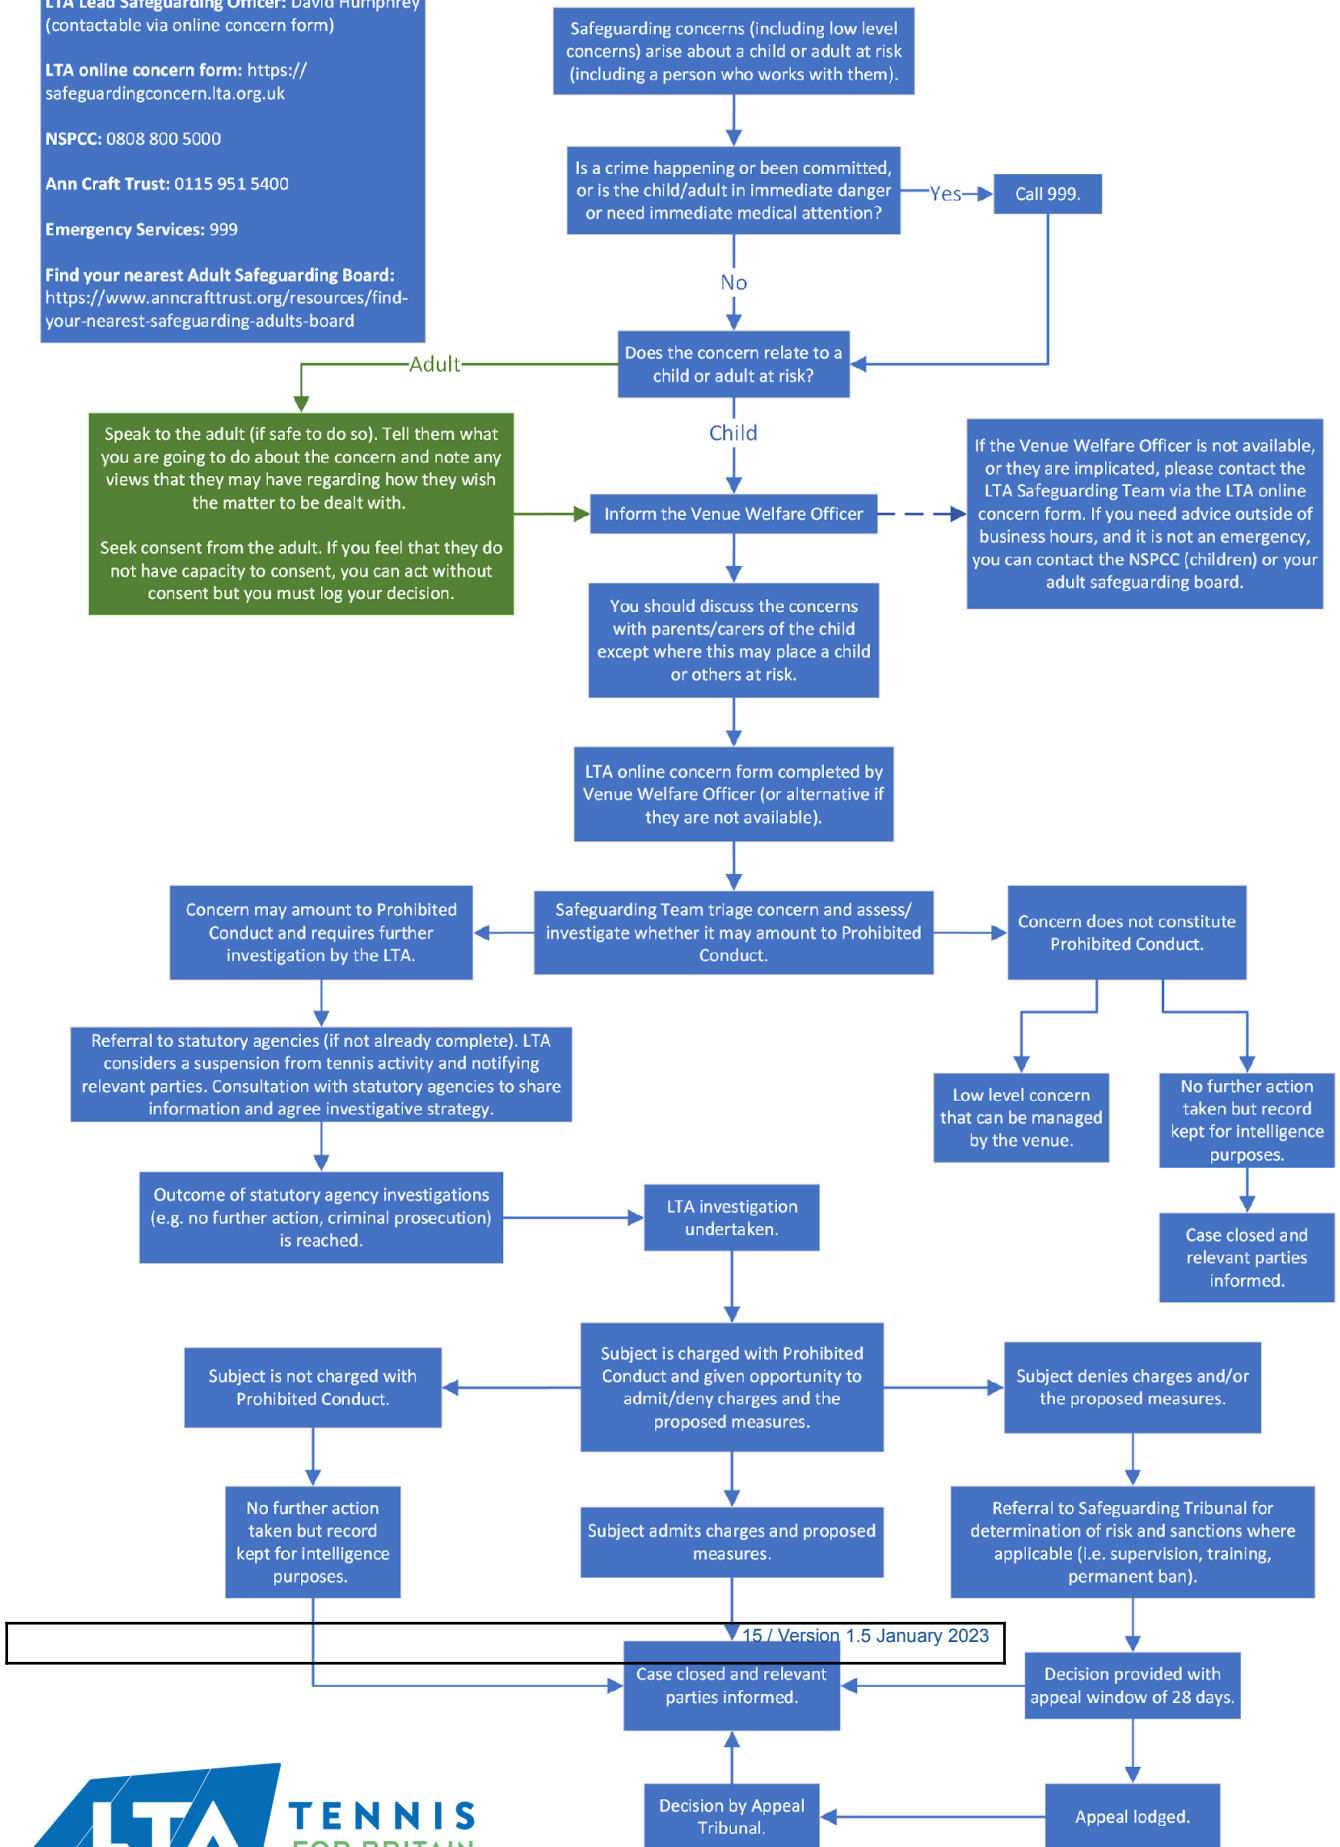 LTA Lead Safeguarding Officer: David Humphrey
(contactable via online concern form)
LTA online concern form: https://
safeguardingconcern.lta.org.uk
NSPCC: 0808 800 5000
Ann Craft Trust: 0115 951 5400
Emergency Services: 999
Find your nearest Adult Safeguarding Board:
https://www.anncrafttrust.org/resources/find-
your-nearest-safeguarding-adults-board
Safeguarding concerns (including low level
concerns) arise about a child or adult at risk
(including a person who works with them).
Is a crime happening or been committed,
or is the child/adult in immediate danger
or need immediate medical attention?
Yes
Call 999.
No
Does the concern relate to a
child or adult at risk?
Adult
Child
Speak to the adult (if safe to do so). Tell them what
you are going to do about the concern and note any
views that they may have regarding how they wish
the matter to be dealt with.
Seek consent from the adult. If you feel that they do
not have capacity to consent, you can act without
consent but you must log your decision.
Inform the Venue Welfare Officer
If the Venue Welfare Officer is not available,
or they are implicated, please contact the
LTA Safeguarding Team via the LTA online
concern form. If you need advice outside of
business hours, and it is not an emergency,
you can contact the NSPCC (children) or your
adult safeguarding board.
You should discuss the concerns
with parents/carers of the child
except where this may place a child
or others at risk.
LTA online concern form completed by
Venue Welfare Officer (or alternative if
they are not available).
Concern may amount to Prohibited
Conduct and requires further
investigation by the LTA.
Safeguarding Team triage concern and assess/
investigate whether it may amount to Prohibited
Conduct.
Concern does not constitute
Prohibited Conduct.
Referral to statutory agencies (if not already complete). LTA
considers a suspension from tennis activity and notifying
relevant parties. Consultation with statutory agencies to share
information and agree investigative strategy.
Low level concern
that can be managed
by the venue.
No further action
taken but record
kept for intelligence
purposes.
Outcome of statutory agency investigations
(e.g. no further action, criminal prosecution)
is reached.
LTA investigation
undertaken.
Case closed and
relevant parties
informed.
Subject is not charged with
Prohibited Conduct.
Subject is charged with Prohibited
Conduct and given opportunity to
admit/deny charges and the
proposed measures.
Subject denies charges and/or
the proposed measures.
No further action
taken but record
kept for intelligence
purposes.
Subject admits charges and proposed
measures.
Referral to Safeguarding Tribunal for
determination of risk and sanctions where
applicable (i.e. supervision, training,
permanent ban).
15 / Version 1.5 January 2023
Case closed and relevant
parties informed.
Decision provided with
appeal window of 28 days.
Decision by Appeal
Tribunal.
Appeal lodged.
LTA
TENNIS
FOR BRITAIN